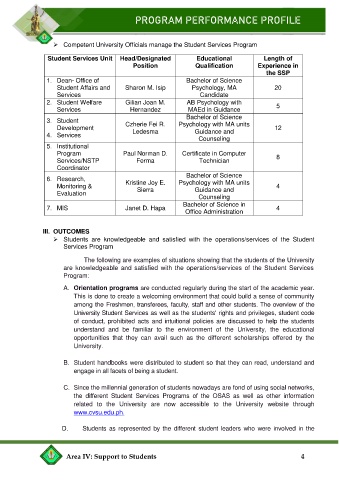 PROGRAM PERFORMANCE PROFILE
➢ Competent University Officials manage the Student Services Program
Student Services Unit Head/Designated Position Educational Qualification Length of Experience in the SSP
1. Dean- Office of Student Affairs and Services Sharon M. Isip Bachelor of Science Psychology, MA Candidate 20
2. Student Welfare Services Gilian Joan M. Hernandez AB Psychology with MAEd in Guidance 5
3. Student Development
4. Services Czherie Fei R. Ledesma Bachelor of Science Psychology with MA units Guidance and Counseling 12
5. Institutional Program Services/NSTP Coordinator Paul Norman D. Ferma Certificate in Computer Technician 8
6. Research, Monitoring & Evaluation Kristine Joy E. Sierra Bachelor of Science Psychology with MA units Guidance and Counseling 4
7. MIS Janet D. Hapa Bachelor of Science in Office Administration 4
III. OUTCOMES
➢ Students are knowledgeable and satisfied with the operations/services of the Student
Services Program
The following are examples of situations showing that the students of the University
are knowledgeable and satisfied with the operations/services of the Student Services
Program:
A. Orientation programs are conducted regularly during the start of the academic year.
This is done to create a welcoming environment that could build a sense of community
among the Freshmen, transferees, faculty, staff and other students. The overview of the
University Student Services as well as the students' rights and privileges, student code
of conduct, prohibited acts and intuitional policies are discussed to help the students
understand and be familiar to the environment of the University, the educational
opportunities that they can avail such as the different scholarships offered by the
University.
B. Student handbooks were distributed to student so that they can read, understand and
engage in all facets of being a student.
C. Since the millennial generation of students nowadays are fond of using social networks,
the different Student Services Programs of the OSAS as well as other information
related to the University are now accessible to the University website through
www.cvsu.edu.ph.
D. Students as represented by the different student leaders who were involved in the
Area IV: Support to Students 4